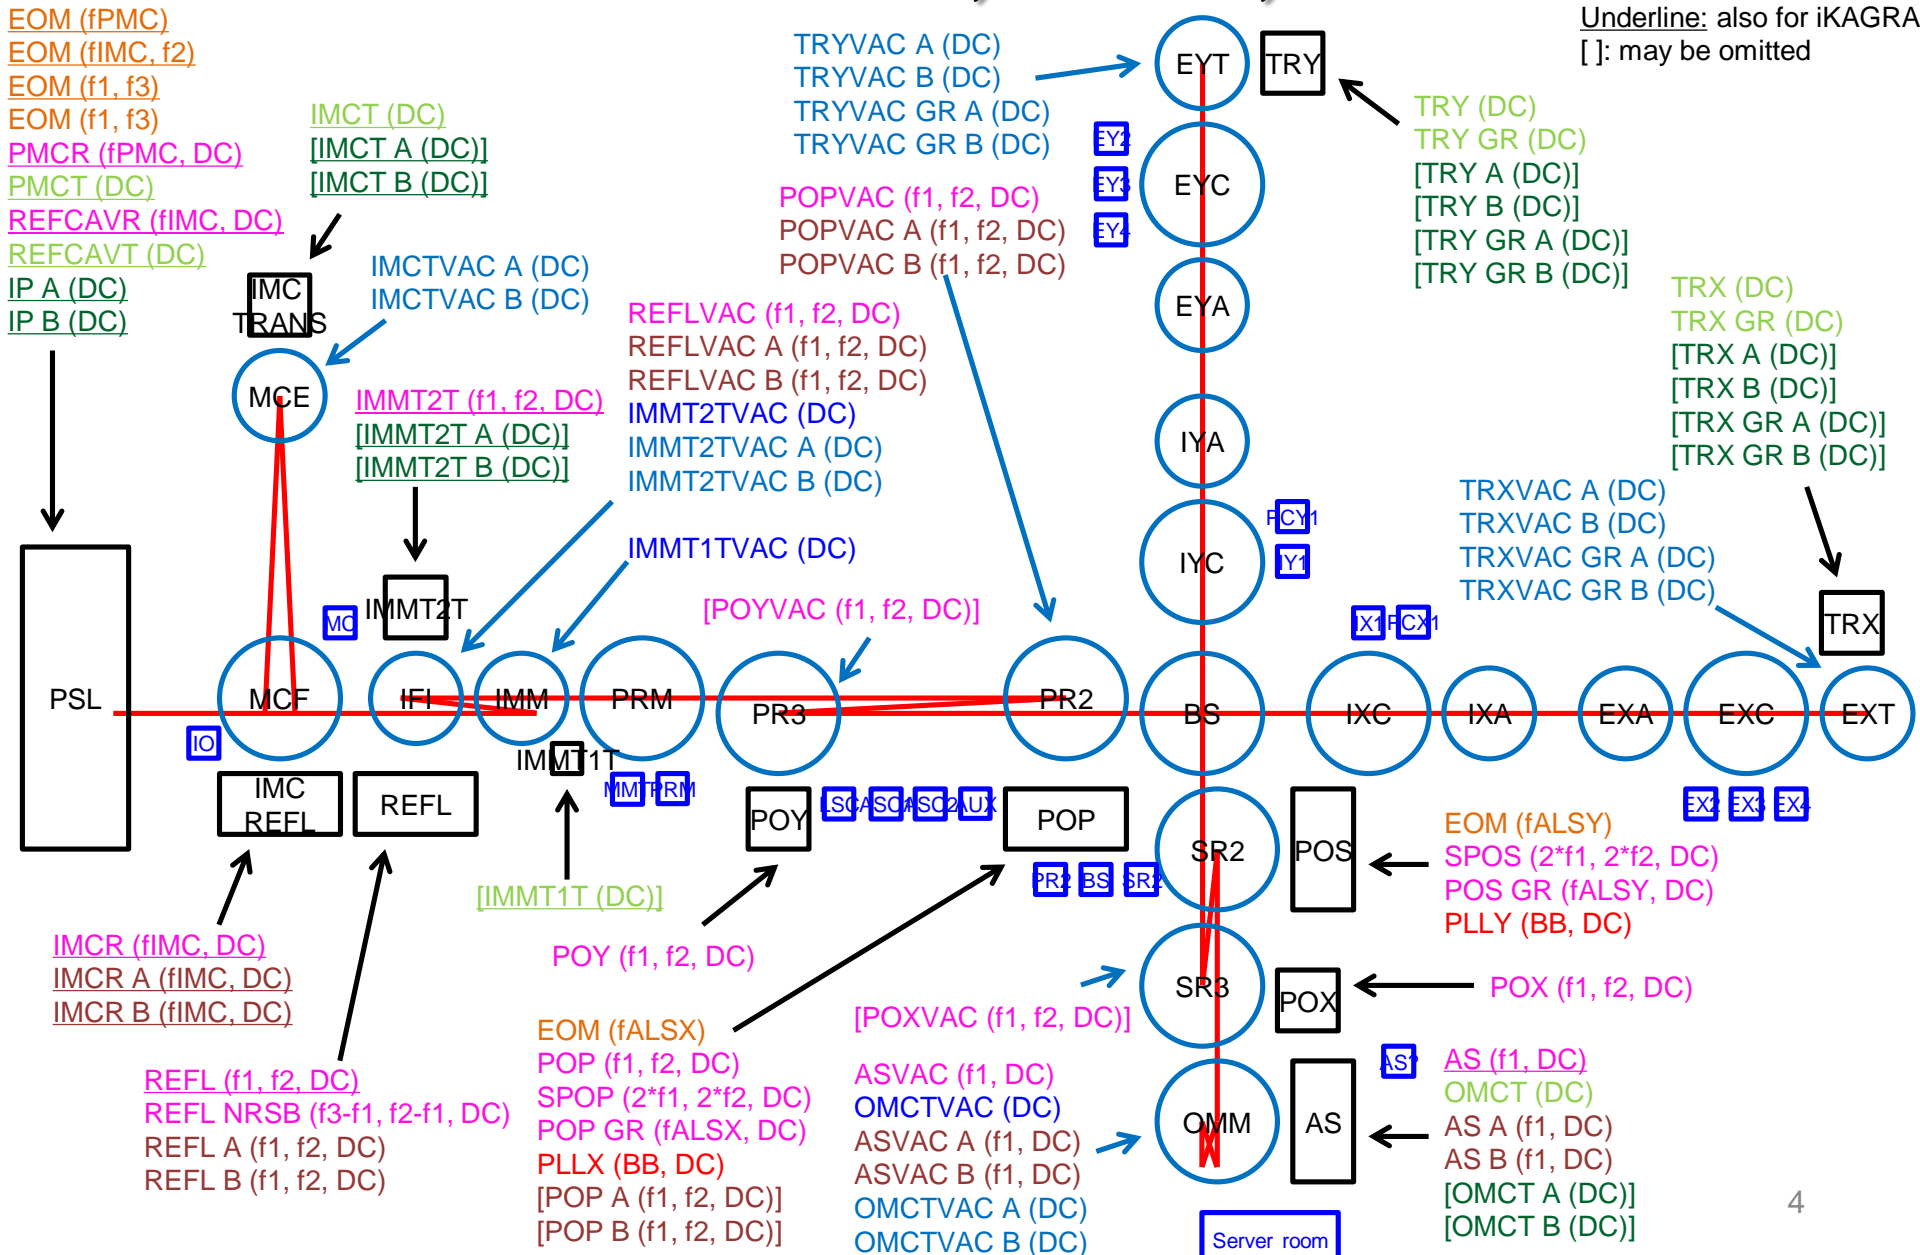 EOM (fPMC)
EOM (fIMC, f2)
EOM (f1, f3)
EOM (f1, f3)
PMCR (fPMC, DC)
PMCT (DC)
REFCAVR (fIMC, DC)
REFCAVT (DC)
IP A (DC)
IP B (DC)
IMCT (DC)
[IMCT A (DC)]
[IMCT B (DC)]
IMC
TRANS
IMCTVAC A (DC)
IMCTVAC B (DC)
MCE
IMMT2T (f1, f2, DC)
[IMMT2T A (DC)]
[IMMT2T B (DC)]
REFLVAC (f1, f2, DC)
REFLVAC A (f1, f2, DC)
REFLVAC B (f1, f2, DC)
IMMT2TVAC (DC)
IMMT2TVAC A (DC)
IMMT2TVAC B (DC)
IMMT1TVAC (DC)
TRYVAC A (DC)
TRYVAC B (DC)
TRYVAC GR A (DC)
TRYVAC GR B (DC)
POPVAC (f1, f2, DC)
POPVAC A (f1, f2, DC)
POPVAC B (f1, f2, DC)
[POYVAC (f1, f2, DC)]
EYT
TRY
EY2
EY3
EY4
EYC
EYA
IYA
IYC
PCY1
IY1
Underline: also for iKAGRA
[ ]: may be omitted
TRY (DC)
TRY GR (DC)
[TRY A (DC)]
[TRY B (DC)]
[TRY GR A (DC)]
[TRY GR B (DC)]
TRX (DC)
TRX GR (DC)
[TRX A (DC)]
[TRX B (DC)]
[TRX GR A (DC)]
[TRX GR B (DC)]
TRXVAC A (DC)
TRXVAC B (DC)
TRXVAC GR A (DC)
TRXVAC GR B (DC)
TRX
IX1
PCX1
MC
IMMT2T
PSL
MCF
IFI
IMM
PRM
PR3
PR2
BS
IXC
IXA
EXA
EXC
EXT
IO
IMC
REFL
REFL
IMMT1T
MMT
PRM
POY
LSC
ASC1
ASC2
AUX
POP
PR2
BS
SR2
SR2
POS
EX2
EX3
EX4
EOM (fALSY)
SPOS (2*f1, 2*f2, DC)
POS GR (fALSY, DC)
PLLY (BB, DC)
[IMMT1T (DC)]
IMCR (fIMC, DC)
IMCR A (fIMC, DC)
IMCR B (fIMC, DC)
POY (f1, f2, DC)
SR3
POX
POX (f1, f2, DC)
[POXVAC (f1, f2, DC)]
REFL (f1, f2, DC)
REFL NRSB (f3-f1, f2-f1, DC)
REFL A (f1, f2, DC)
REFL B (f1, f2, DC)
EOM (fALSX)
POP (f1, f2, DC)
SPOP (2*f1, 2*f2, DC)
POP GR (fALSX, DC)
PLLX (BB, DC)
[POP A (f1, f2, DC)]
[POP B (f1, f2, DC)]
ASVAC (f1, DC)
OMCTVAC (DC)
ASVAC A (f1, DC)
ASVAC B (f1, DC)
OMCTVAC A (DC)
OMCTVAC B (DC)
OMM
AS
AS (f1, DC)
OMCT (DC)
AS A (f1, DC)
AS B (f1, DC)
[OMCT A (DC)]
[OMCT B (DC)]
Server room
4